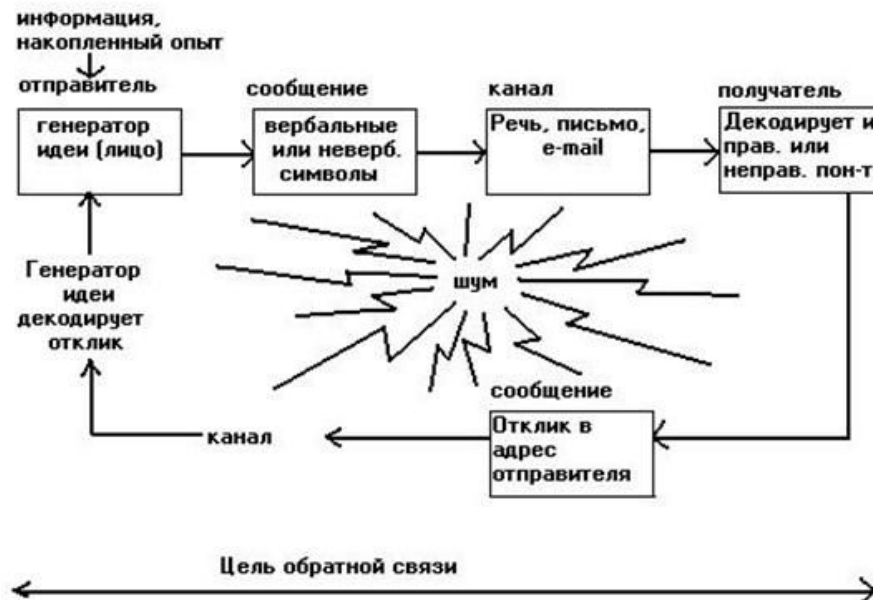 информация,
накопленный опыт
отправитель
генератор
идеи (лицо)
сообщение
вербальные
или неверб.
символы
канал
Речь, письмо,
e-mail
получатель
Декодирует и
прав. или
неправ. пон-т
шум
Генератор
идеи
декодирует
отклик
канал
сообщение
Отклик в
адрес
отправителя
Цель обратной связи